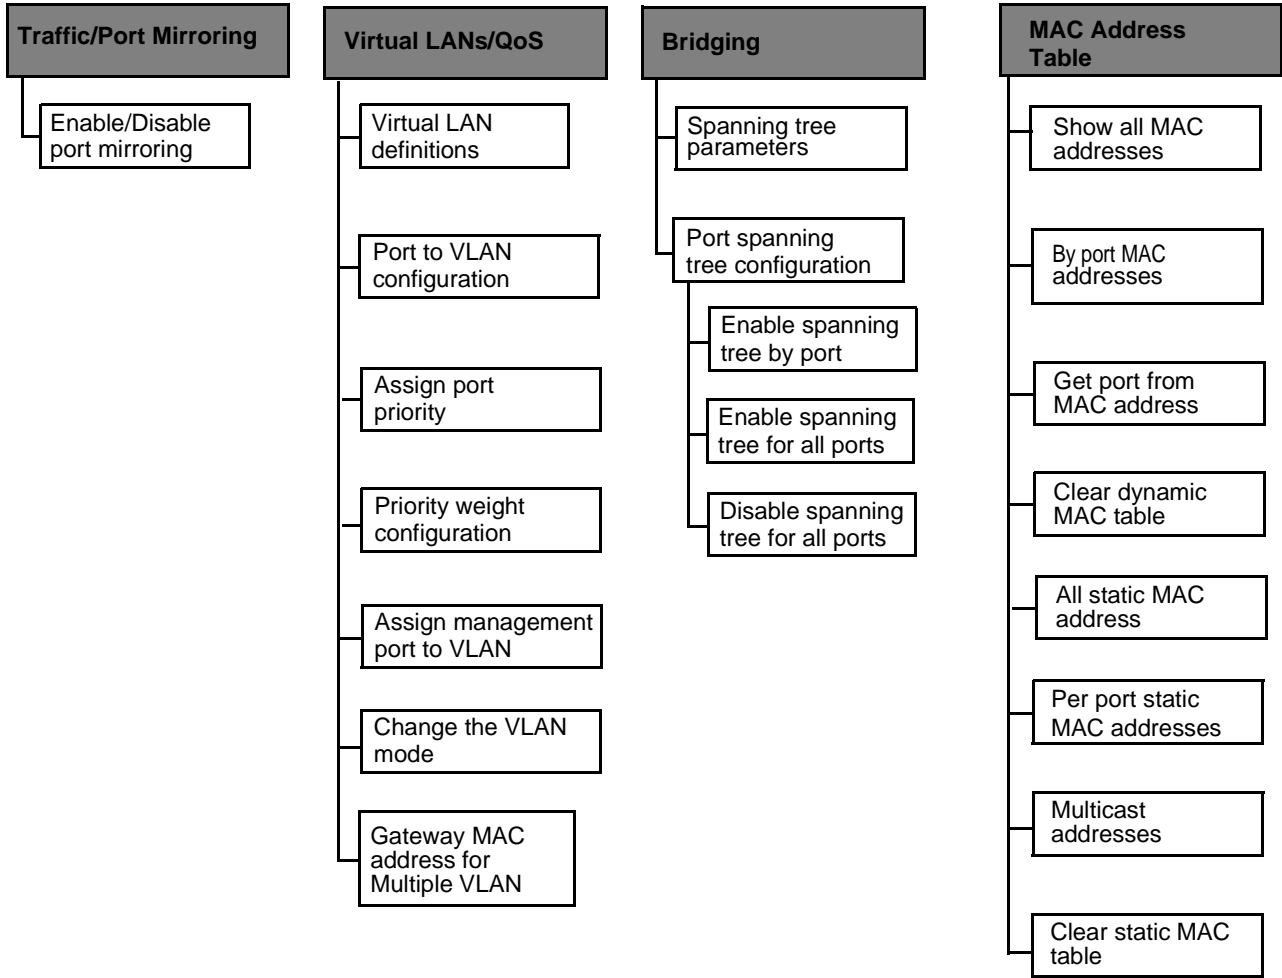 Traffic/Port Mirroring
Enable/Disable
port mirroring
Virtual LANs/QoS
Virtual LAN
definitions
Port to VLAN
configuration
Assign port
priority
Priority weight
configuration
Assign management
port to VLAN
Change the VLAN
mode
Gateway MAC
address for
Multiple VLAN
Bridging
Spanning tree
parameters
Port spanning
tree configuration
Enable spanning
tree by port
Enable spanning
tree for all ports
Disable spanning
tree for all ports
MAC Address
Table
Show all MAC
addresses
By port MAC
addresses
Get port from
MAC address
Clear dynamic
MAC table
All static MAC
address
Per port static
MAC addresses
Multicast
addresses
Clear static MAC
table